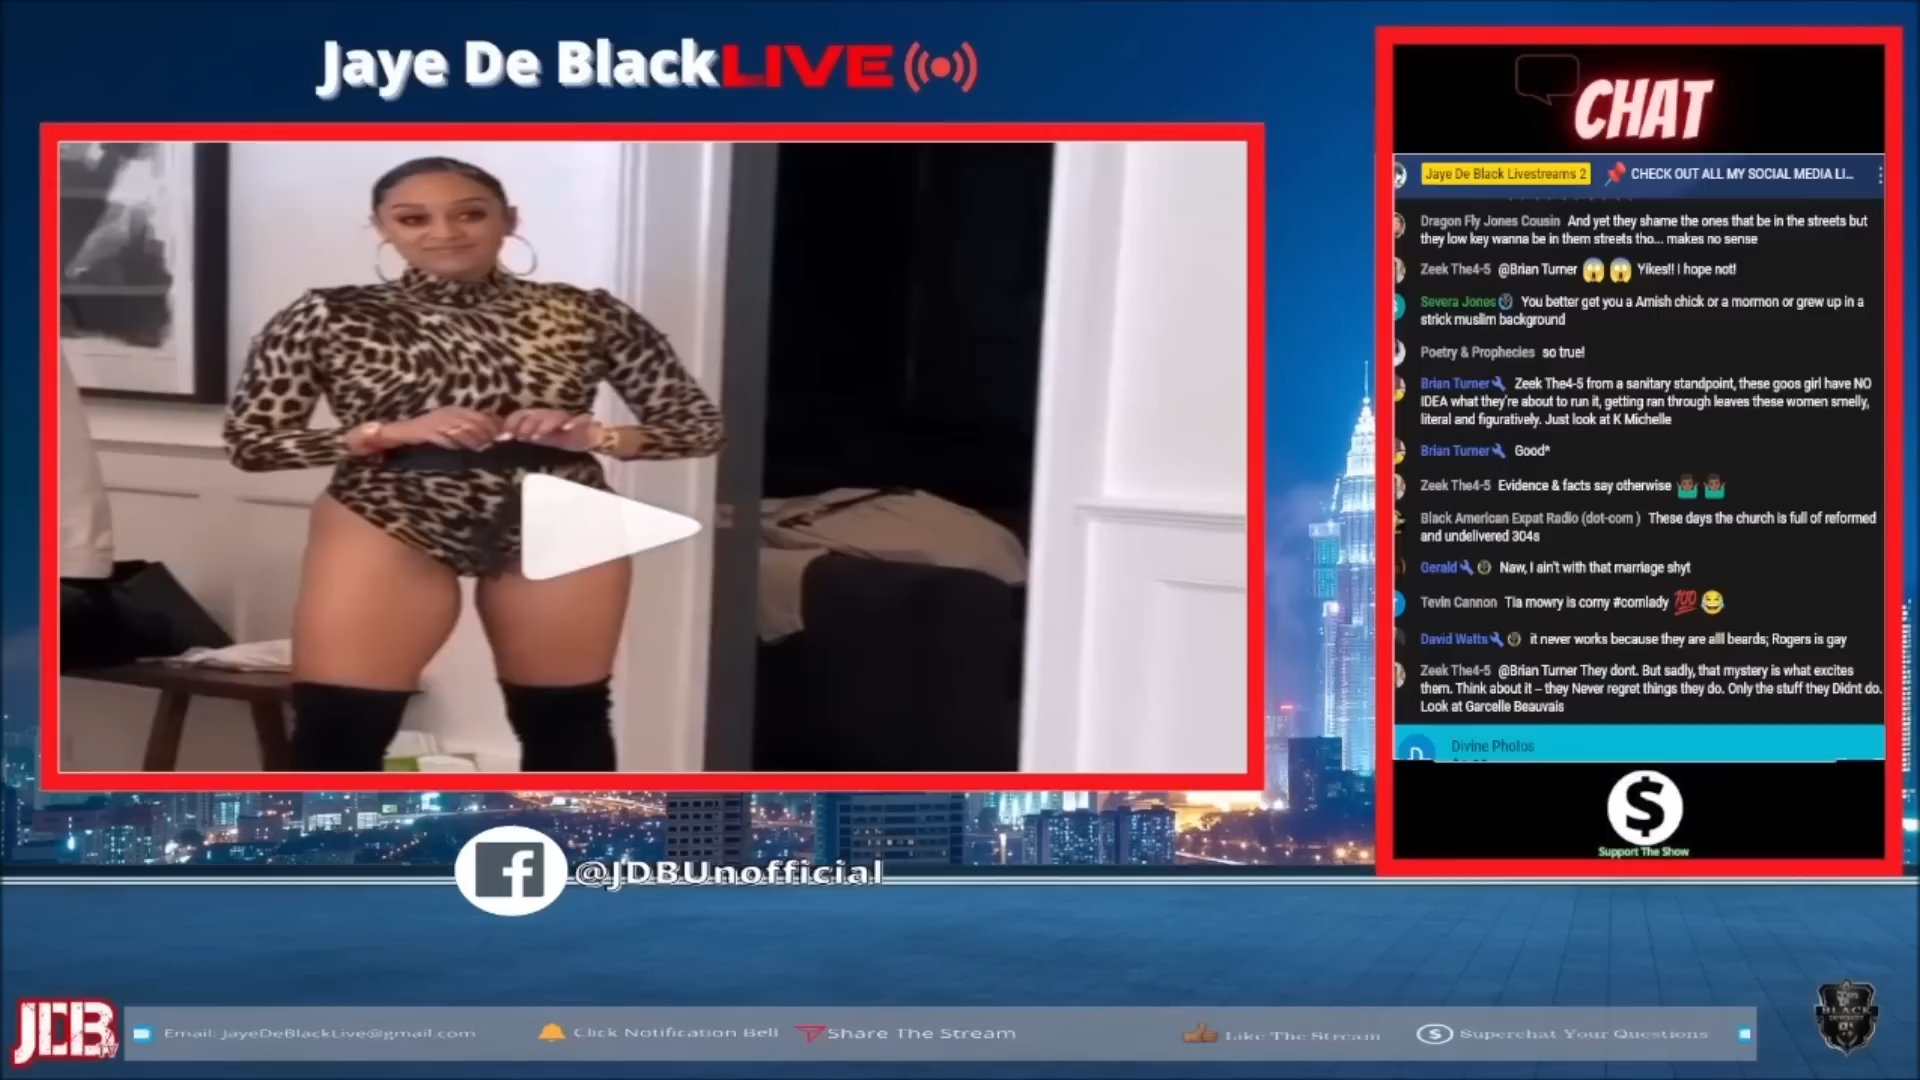 Jaye De Black LIVE
CHAT
Jaye De Black Livestreams 2 CHECK OUT ALL MY SOCIAL MEDIA LI...
Dragon Fly Jones Cousin And yet they shame the ones that be in the streets but
they low key wanna be in them streets tho... makes no sense
Zeek The4-5 @Brian Turner 😱 😱 Yikes!! I hope not!
Severa Jones You better get you a Amish chick or a mormon or grew up in a
strick muslim background
Poetry & Prophecies so true!
Brian Turner Zeek The4-5 from a sanitary standpoint, these goos girl have NO
IDEA what they're about to run it, getting ran through leaves these women smelly,
literal and figuratively. Just look at K Michelle
Brian Turner Good*
Zeek The4-5 Evidence & facts say otherwise
Black American Expat Radio (dot-com ) These days the church is full of reformed
and undelivered 304s
Gerald Naw, I ain't with that marriage shyt
Tevin Cannon Tia mowry is corny #cornlady 💯 😂
David Watts it never works because they are alll beards; Rogers is gay
Zeek The4-5 @Brian Turner They dont. But sadly, that mystery is what excites
them. Think about it – they Never regret things they do. Only the stuff they Didnt do.
Look at Garcelle Beauvais
D Divine Photos
$
Support The Show
f @JDBUnofficial
JDB TV
Email: JayeDeBlackLive@gmail.com Click Notification Bell Share The Stream Like The Stream Superchat Your Questions
BLACK